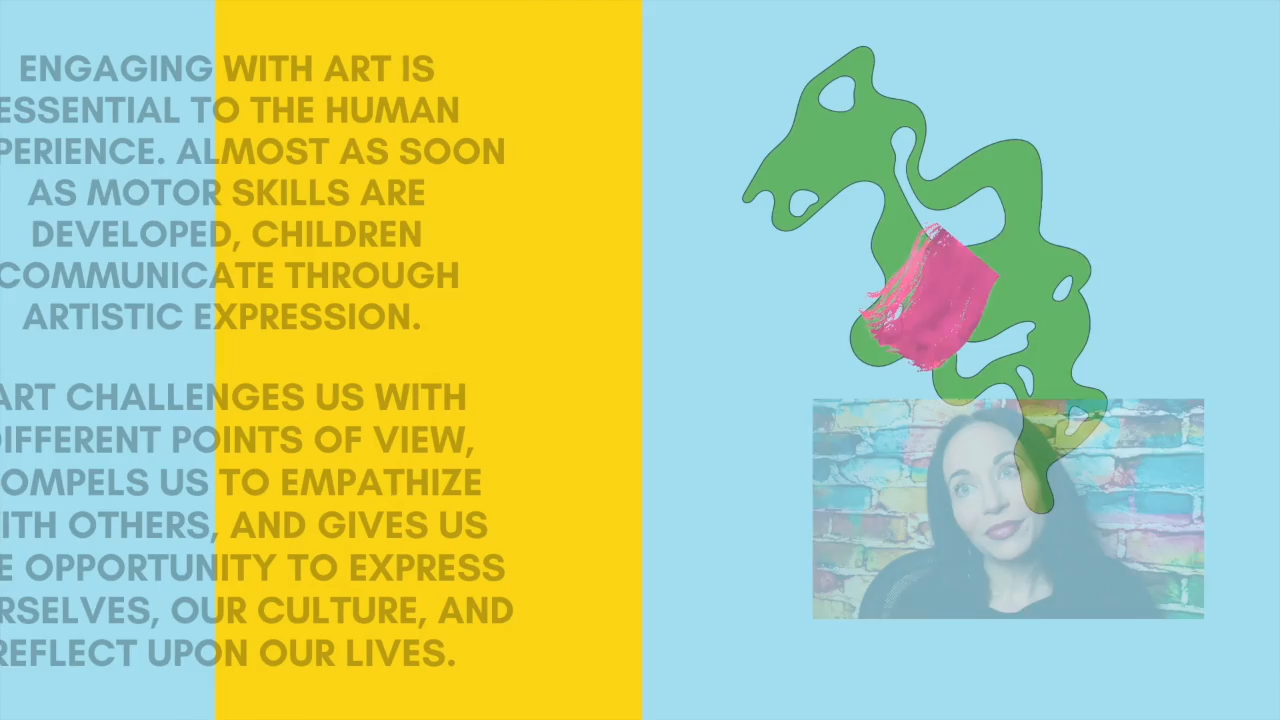 ENGAGING WITH ART IS
ESSENTIAL TO THE HUMAN
PERIENCE. ALMOST AS SOON
AS MOTOR SKILLS ARE
DEVELOPED, CHILDREN
COMMUNICATE THROUGH
ARTISTIC EXPRESSION.
ART CHALLENGES US WITH
IFFERENT POINTS OF VIEW,
OMPELS US TO EMPATHIZE
ITH OTHERS, AND GIVES US
E OPPORTUNITY TO EXPRESS
RSELVES, OUR CULTURE, AND
REFLECT UPON OUR LIVES.